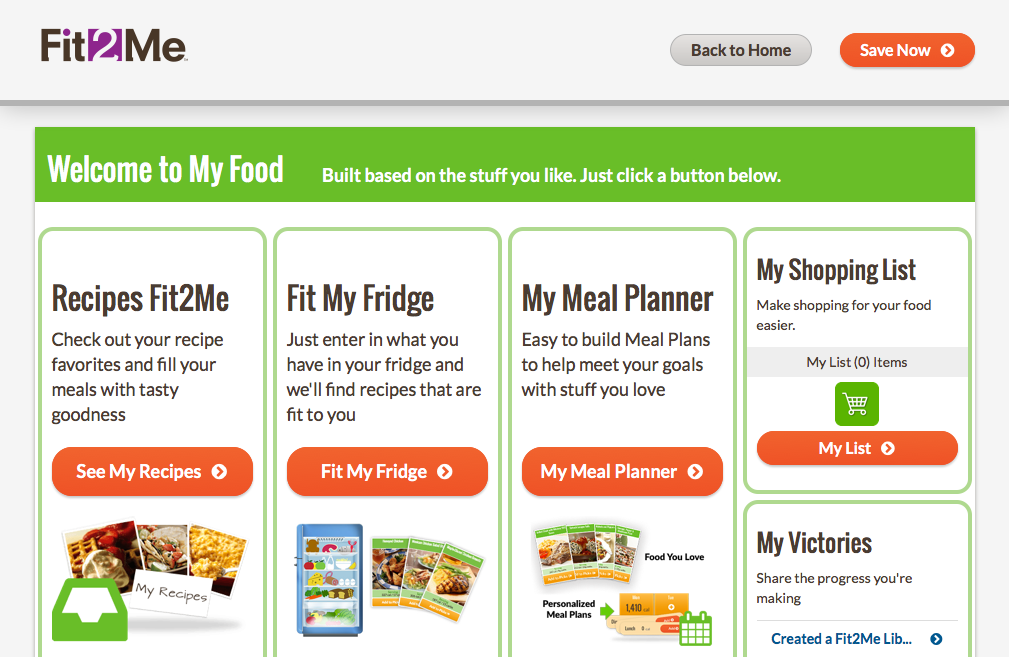 Fit2Me
Back to Home
Save Now
Welcome to My Food
Built based on the stuff you like. Just click a button below.
Recipes Fit2Me
Check out your recipe
favorites and fill your
meals with tasty
goodness
See My Recipes
My Recipes
Fit My Fridge
Just enter in what you
have in your fridge and
we'll find recipes that are
fit to you
Fit My Fridge
My Meal Planner
Easy to build Meal Plans
to help meet your goals
with stuff you love
My Meal Planner
Food You Love
Personalized
Meal Plans
1,410
Lunch
My Shopping List
Make shopping for your food
easier.
My List (0) Items
My List
My Victories
Share the progress you're
making
Created a Fit2Me Lib...